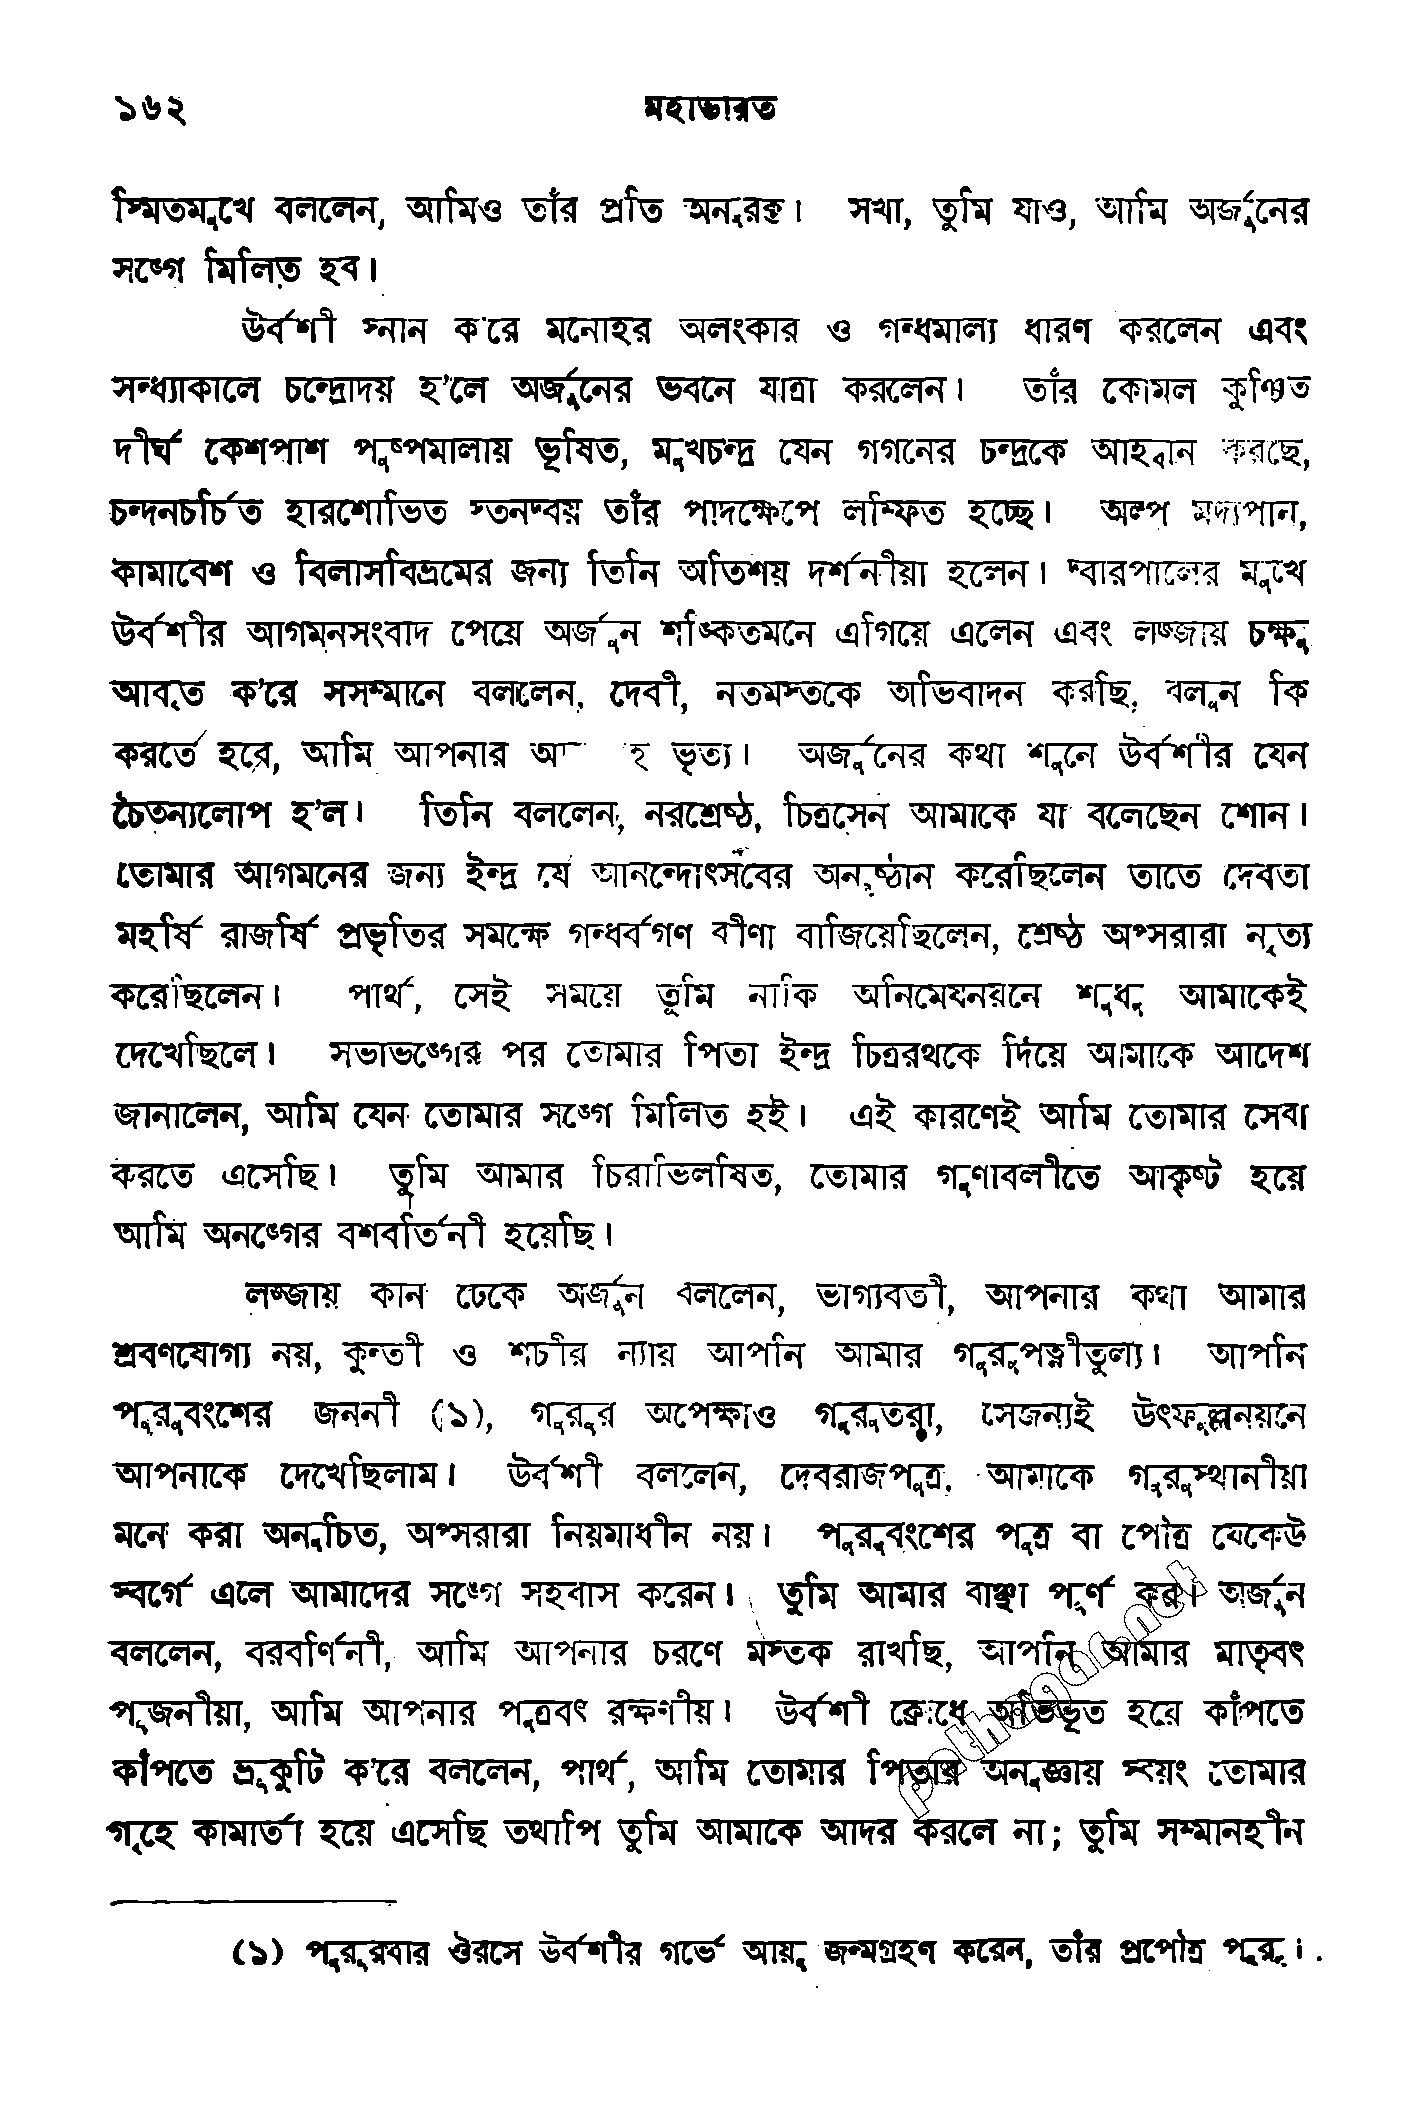 ১৬২ মহাভারত
স্মিতমুখে বললেন, আমিও তাঁর প্রতি অনুরক্ত। সখা, তুমি যাও, আমি অর্জুনের
সঙ্গে মিলিত হব।
উর্বশী স্নান ক'রে মনোহর অলংকার ও গন্ধমাল্য ধারণ করলেন এবং
সন্ধ্যাকালে চন্দ্রোদয় হ'লে অর্জুনের ভবনে যাত্রা করলেন। তাঁর কোমল কুঞ্চিত
দীর্ঘ কেশপাশ পুষ্পমালায় ভূষিত, মুখচন্দ্র যেন গগনের চন্দ্রকে আহ্বান করছে,
চন্দনচর্চিত হারশোভিত স্তনদ্বয় তাঁর পাদক্ষেপে লম্ফিত হচ্ছে। অল্প মদ্যপান,
কামাবেশ ও বিলাসবিভ্রমের জন্য তিনি অতিশয় দর্শনীয়া হলেন। দ্বারপালের মুখে
উর্বশীর আগমনসংবাদ পেয়ে অর্জুন শঙ্কিতমনে এগিয়ে এলেন এবং লজ্জায় চক্ষু
আবৃত ক'রে সসম্মানে বললেন, দেবী, নতমস্তকে অভিবাদন করছি, বলুন কি
করতে হবে, আমি আপনার ভৃত্য। অর্জুনের কথা শুনে উর্বশীর যেন
চৈতন্যলোপ হ'ল। তিনি বললেন, নরশ্রেষ্ঠ, চিত্রসেন আমাকে যা বলেছেন শোন।
তোমার আগমনের জন্য ইন্দ্র যে আনন্দোৎসবের অনুষ্ঠান করেছিলেন তাতে দেবতা
মহর্ষি রাজর্ষি প্রভৃতির সমক্ষে গন্ধর্বগণ বীণা বাজিয়েছিলেন, শ্রেষ্ঠ অপ্সরারা নৃত্য
করেছিলেন। পার্থ, সেই সময়ে তুমি নাকি অনিমেষনয়নে শুধু আমাকেই
দেখেছিলে। সভাভঙ্গের পর তোমার পিতা ইন্দ্র চিত্ররথকে দিয়ে আমাকে আদেশ
জানালেন, আমি যেন তোমার সঙ্গে মিলিত হই। এই কারণেই আমি তোমার সেবা
করতে এসেছি। তুমি আমার চিরাভিলষিত, তোমার গুণাবলীতে আকৃষ্ট হয়ে
আমি অনঙ্গের বশবর্তিনী হয়েছি।
লজ্জায় কান ঢেকে অর্জুন বললেন, ভাগ্যবতী, আপনার কথা আমার
শ্রবণযোগ্য নয়, কুন্তী ও শচীর ন্যায় আপনি আমার গুরুপত্নীতুল্য। আপনি
পুরুবংশের জননী (১), গুরুর অপেক্ষাও গুরুতরা, সেজন্যই উৎফুল্লনয়নে
আপনাকে দেখেছিলাম। উর্বশী বললেন, দেবরাজপুত্র, আমাকে গুরুস্থানীয়া
মনে করা অনুচিত, অপ্সরারা নিয়মাধীন নয়। পুরুবংশের পুত্র বা পৌত্র যেকেউ
স্বর্গে এলে আমাদের সঙ্গে সহবাস করেন। তুমি আমার বাঞ্ছা পূর্ণ কর। অর্জুন
বললেন, বরবর্ণিনী, আমি আপনার চরণে মস্তক রাখছি, আপনি আমার মাতৃবৎ
পূজনীয়া, আমি আপনার পুত্রবৎ রক্ষণীয়। উর্বশী ক্রোধে অভিভূত হয়ে কাঁপতে
কাঁপতে ভ্রূকুটি ক'রে বললেন, পার্থ, আমি তোমার পিতার অনুজ্ঞায় স্বয়ং তোমার
গৃহে কামার্তা হয়ে এসেছি তথাপি তুমি আমাকে আদর করলে না; তুমি সম্মানহীন
(১) পুরুরবার ঔরসে উর্বশীর গর্ভে আয়ু জন্মগ্রহণ করেন, তাঁর প্রপৌত্র পুরু।
pathagar.net